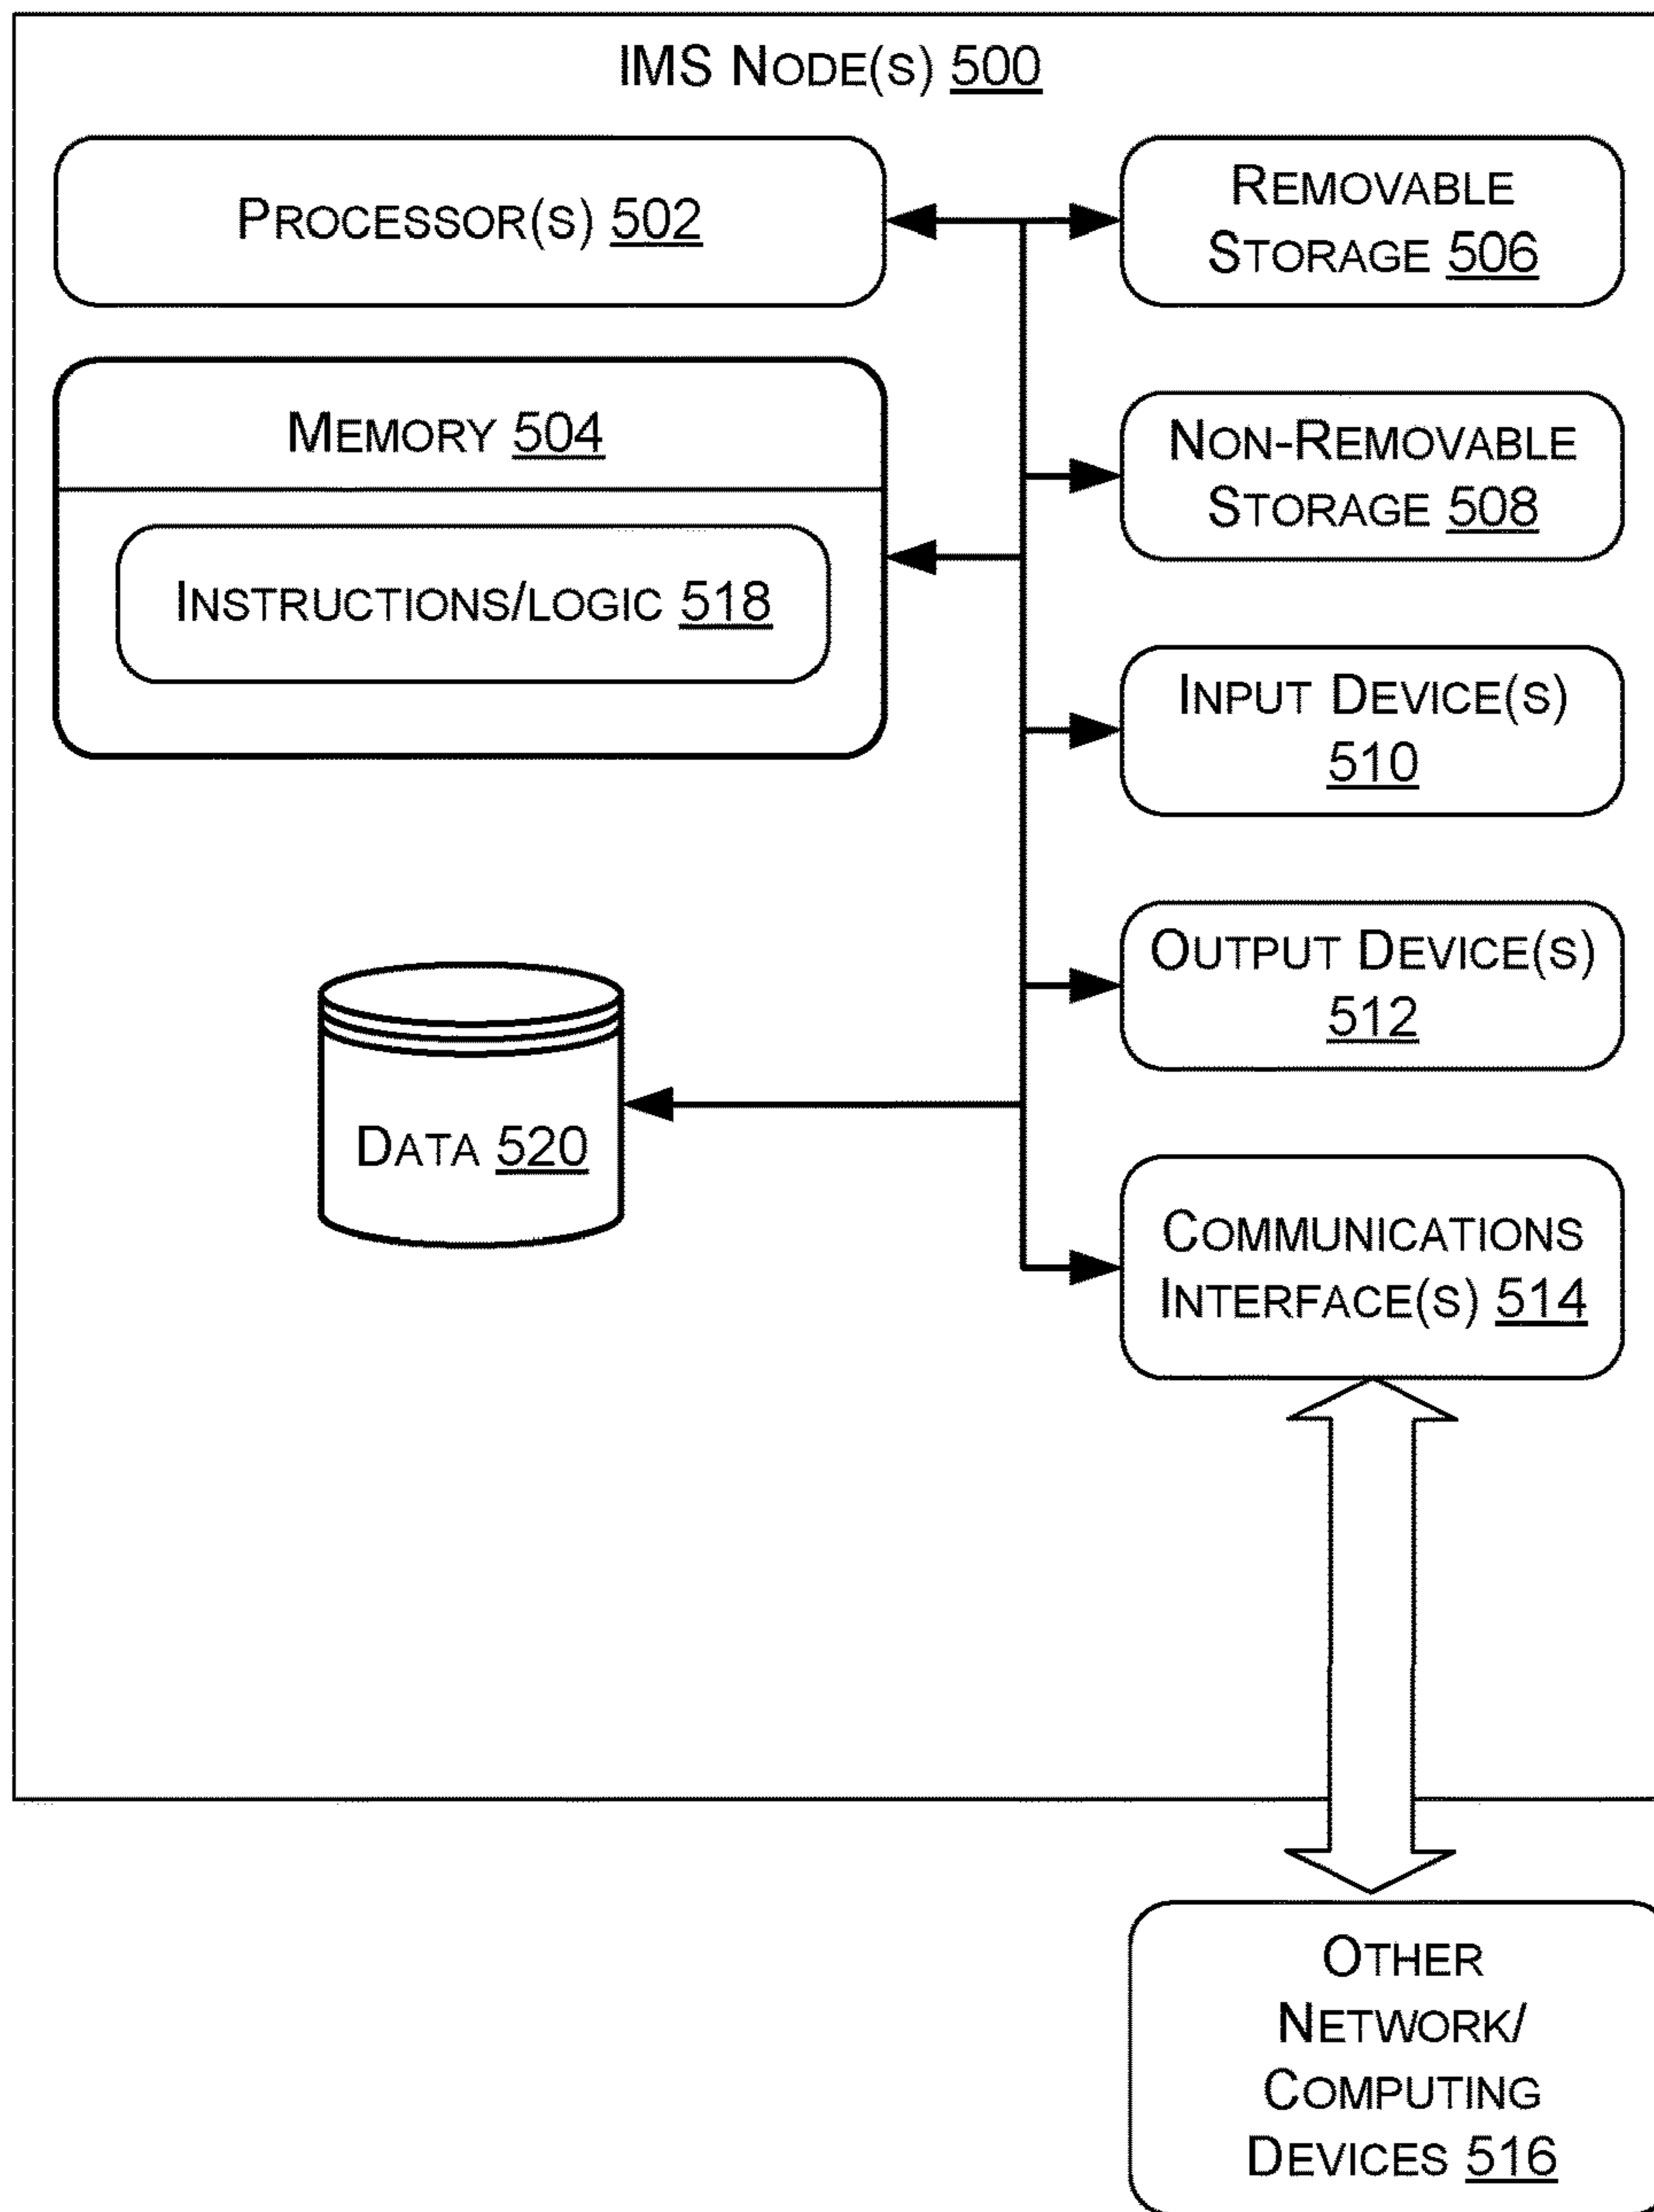 IMS NODE(S) 500
PROCESSOR(S) 502
MEMORY 504
INSTRUCTIONS/LOGIC 518
DATA 520
REMOVABLE
STORAGE 506
NON-REMOVABLE
STORAGE 508
INPUT DEVICE(S)
510
OUTPUT DEVICE(S)
512
COMMUNICATIONS
INTERFACE(S) 514
OTHER
NETWORK/
COMPUTING
DEVICES 516